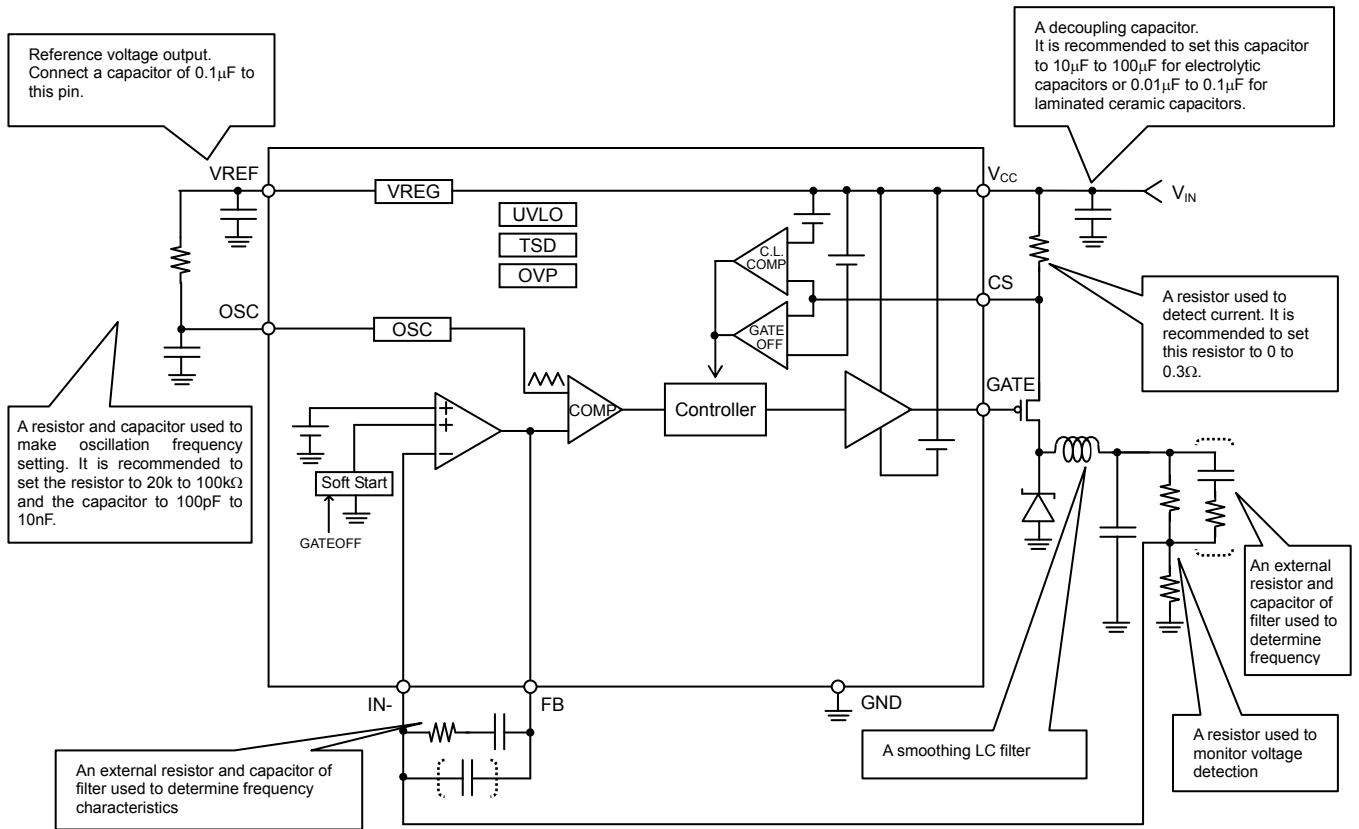 Reference voltage output.
Connect a capacitor of 0.1μF to
this pin.
A decoupling capacitor.
It is recommended to set this capacitor
to 10μF to 100μF for electrolytic
capacitors or 0.01μF to 0.1μF for
laminated ceramic capacitors.
VREF
VREG
VCC
VIN
UVLO
TSD
OVP
C.L.
COMP
CS
OSC
OSC
GATE
OFF
A resistor used to
detect current. It is
recommended to set
this resistor to 0 to
0.3Ω.
GATE
COMP
Controller
A resistor and capacitor used to
make oscillation frequency
setting. It is recommended to
set the resistor to 20k to 100kΩ
and the capacitor to 100pF to
10nF.
+
+
−
Soft Start
GATEOFF
An external
resistor and
capacitor of
filter used to
determine
frequency
IN-
FB
GND
A smoothing LC filter
A resistor used to
monitor voltage
detection
An external resistor and capacitor of
filter used to determine frequency
characteristics